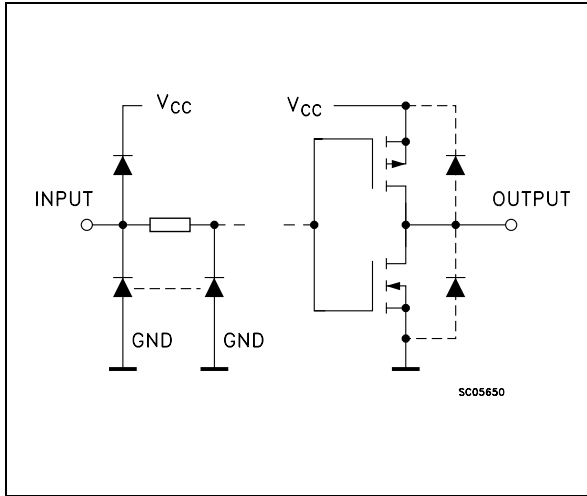 VCC
VCC
INPUT
OUTPUT
GND
GND
SC05650